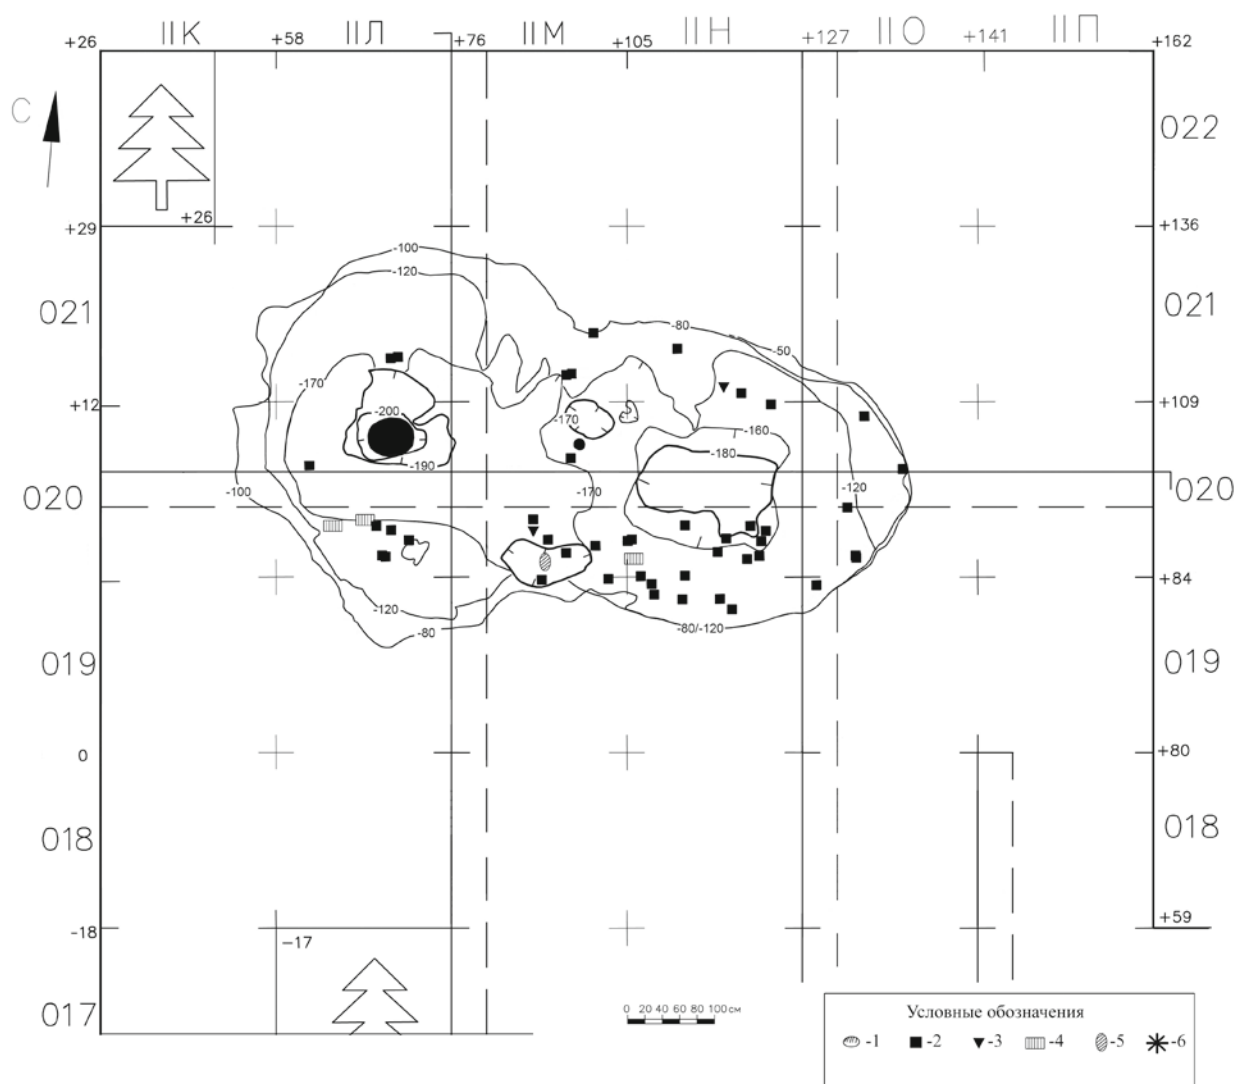 IIК IIЛ IIМ IIН IIО IIП
+26 +58 +76 +105 +127 +141 +162
С
022
+26
+29 +136
-100
-120
021 021
-80
-50
-170
+12 -200 -170 +109
-160
-180
-190
020 -100 -170 -120 020
+84
-120
-80 -80/-120
019 019
0 +80
018 018
-18 -17 +59
017
0 20 40 60 80 100 см
Условные обозначения
-1 -2 -3 -4 -5 -6